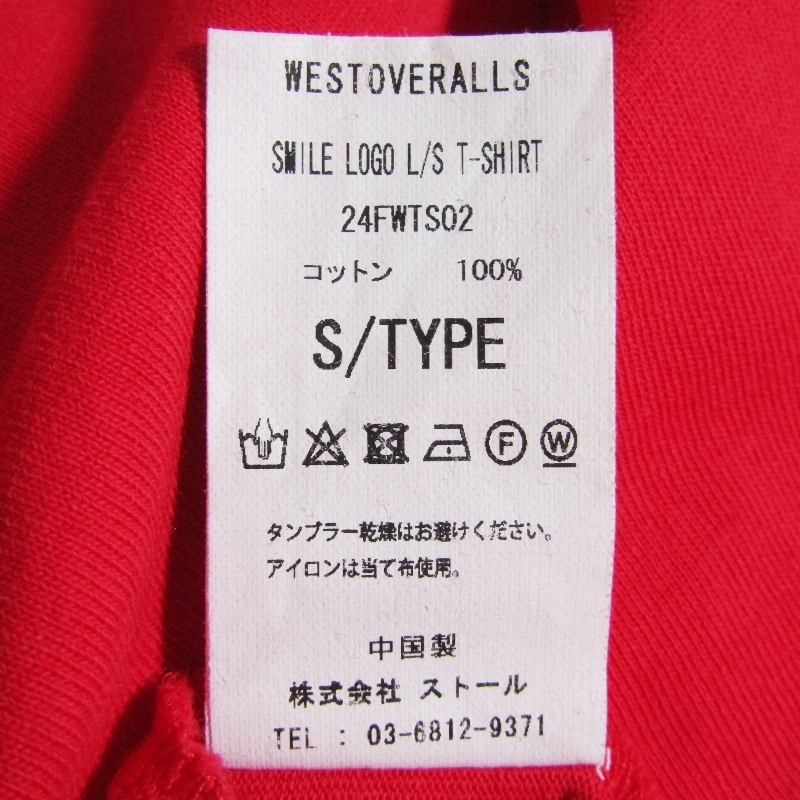 WESTOVERALLS
SMILE LOGO L/S T-SHIRT
24FWTS02
コットン 100%
S/TYPE
F W
タンブラー乾燥はお避けください。
アイロンは当て布使用。
中国製
株式会社 ストール
TEL : 03-6812-9371